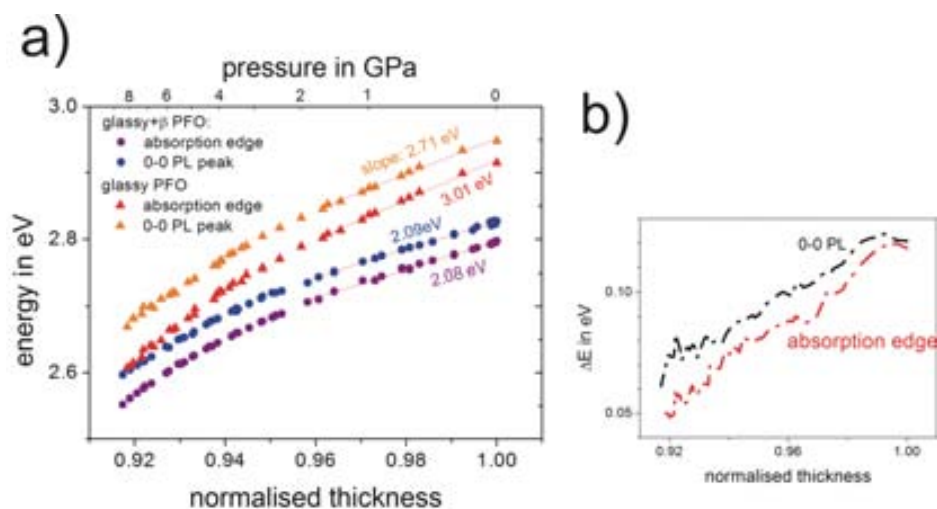 a)
pressure in GPa
8 6 4 2 1 0
3.0
glassy+β PFO:
absorption edge
0-0 PL peak
glassy PFO
absorption edge
0-0 PL peak
slope: 2.71 eV
3.01 eV
2.09eV
2.08 eV
2.8
2.6
energy in eV
0.92 0.94 0.96 0.98 1.00
normalised thickness
b)
0-0 PL
absorption edge
0.10
0.05
ΔE in eV
0.92 0.96 1.00
normalised thickness